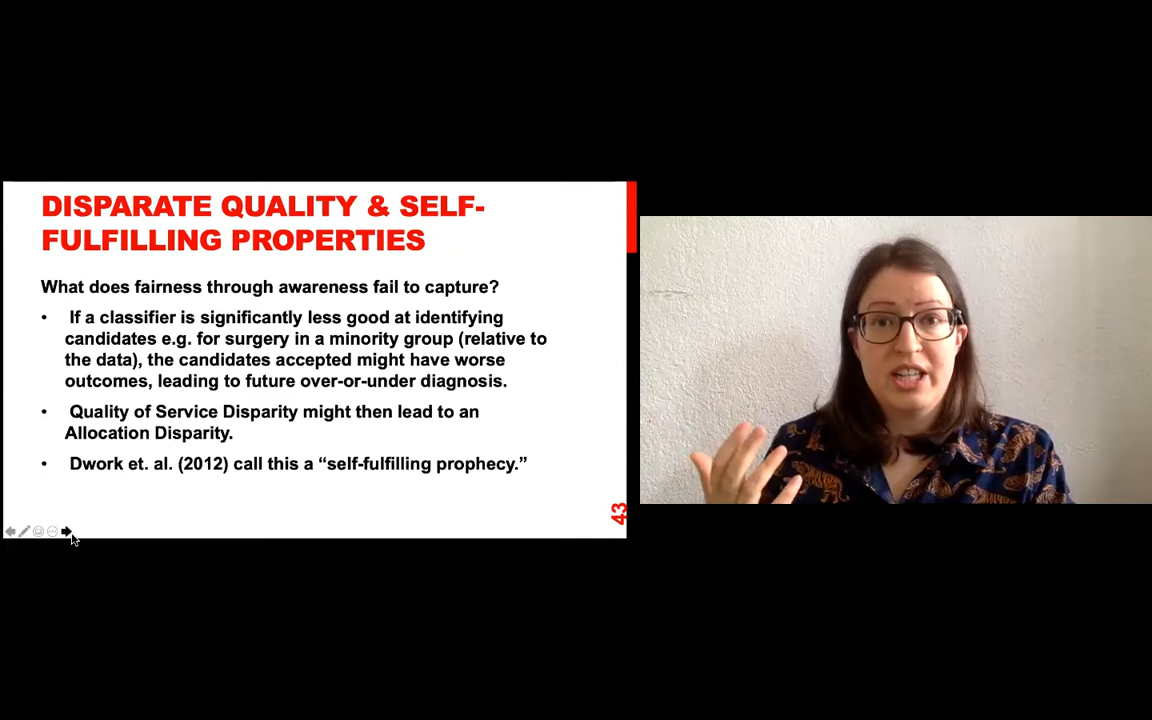 DISPARATE QUALITY & SELF-
FULFILLING PROPERTIES
What does fairness through awareness fail to capture?
• If a classifier is significantly less good at identifying
candidates e.g. for surgery in a minority group (relative to
the data), the candidates accepted might have worse
outcomes, leading to future over-or-under diagnosis.
• Quality of Service Disparity might then lead to an
Allocation Disparity.
• Dwork et. al. (2012) call this a “self-fulfilling prophecy.”
43